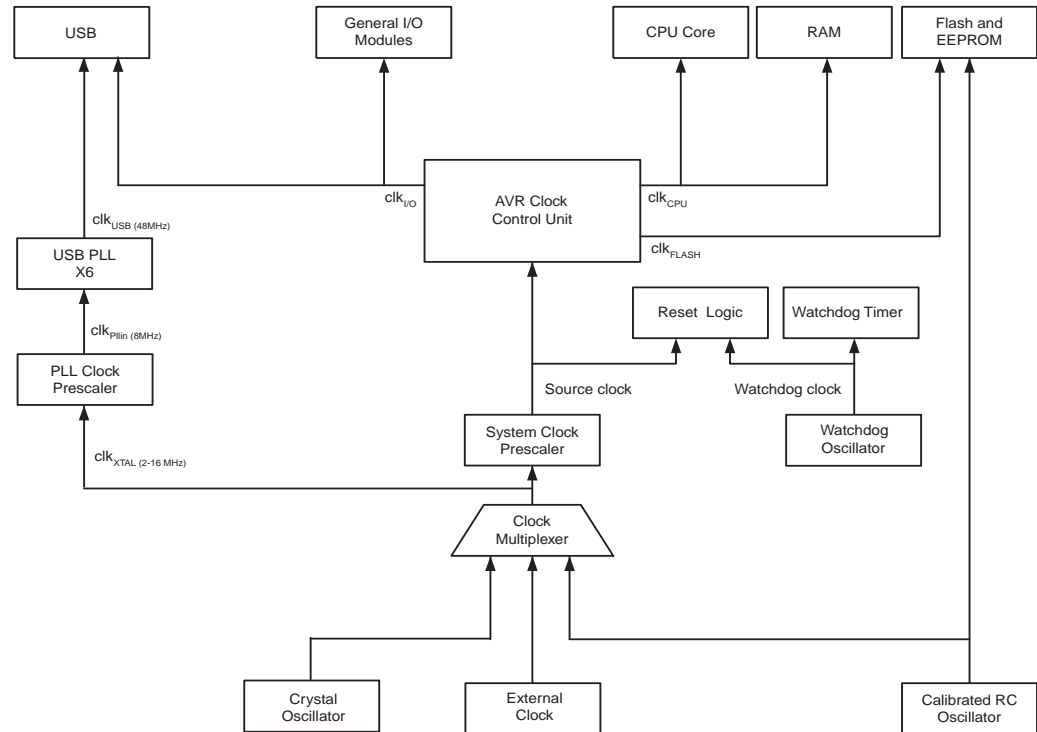 USB
General I/O
Modules
CPU Core
RAM
Flash and
EEPROM
clkI/O
AVR Clock
Control Unit
clkCPU
clkUSB (48MHz)
clkFLASH
USB PLL
X6
Reset Logic
Watchdog Timer
clkPllin (8MHz)
PLL Clock
Prescaler
Source clock
Watchdog clock
System Clock
Prescaler
Watchdog
Oscillator
clkXTAL (2-16 MHz)
Clock
Multiplexer
Crystal
Oscillator
External
Clock
Calibrated RC
Oscillator